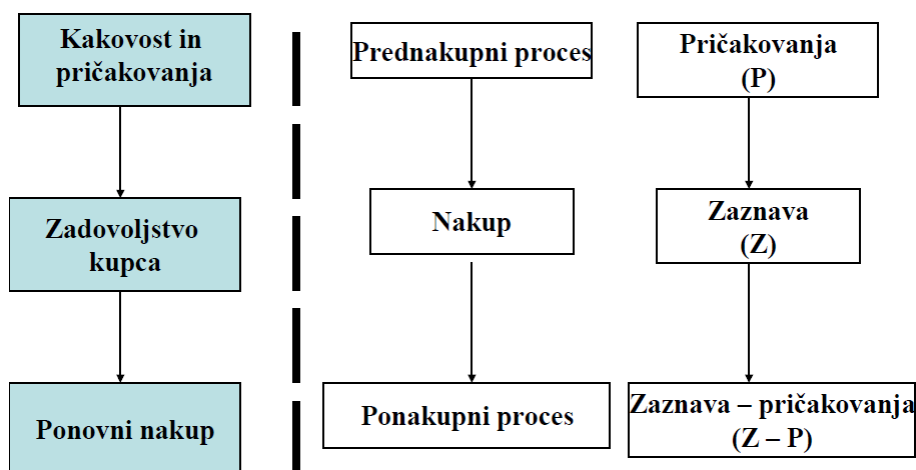 Kakovost in
pričakovanja
Zadovoljstvo
kupca
Ponovni nakup
Prednakupni proces
Nakup
Ponakupni proces
Pričakovanja
(P)
Zaznava
(Z)
Zaznava – pričakovanja
(Z – P)